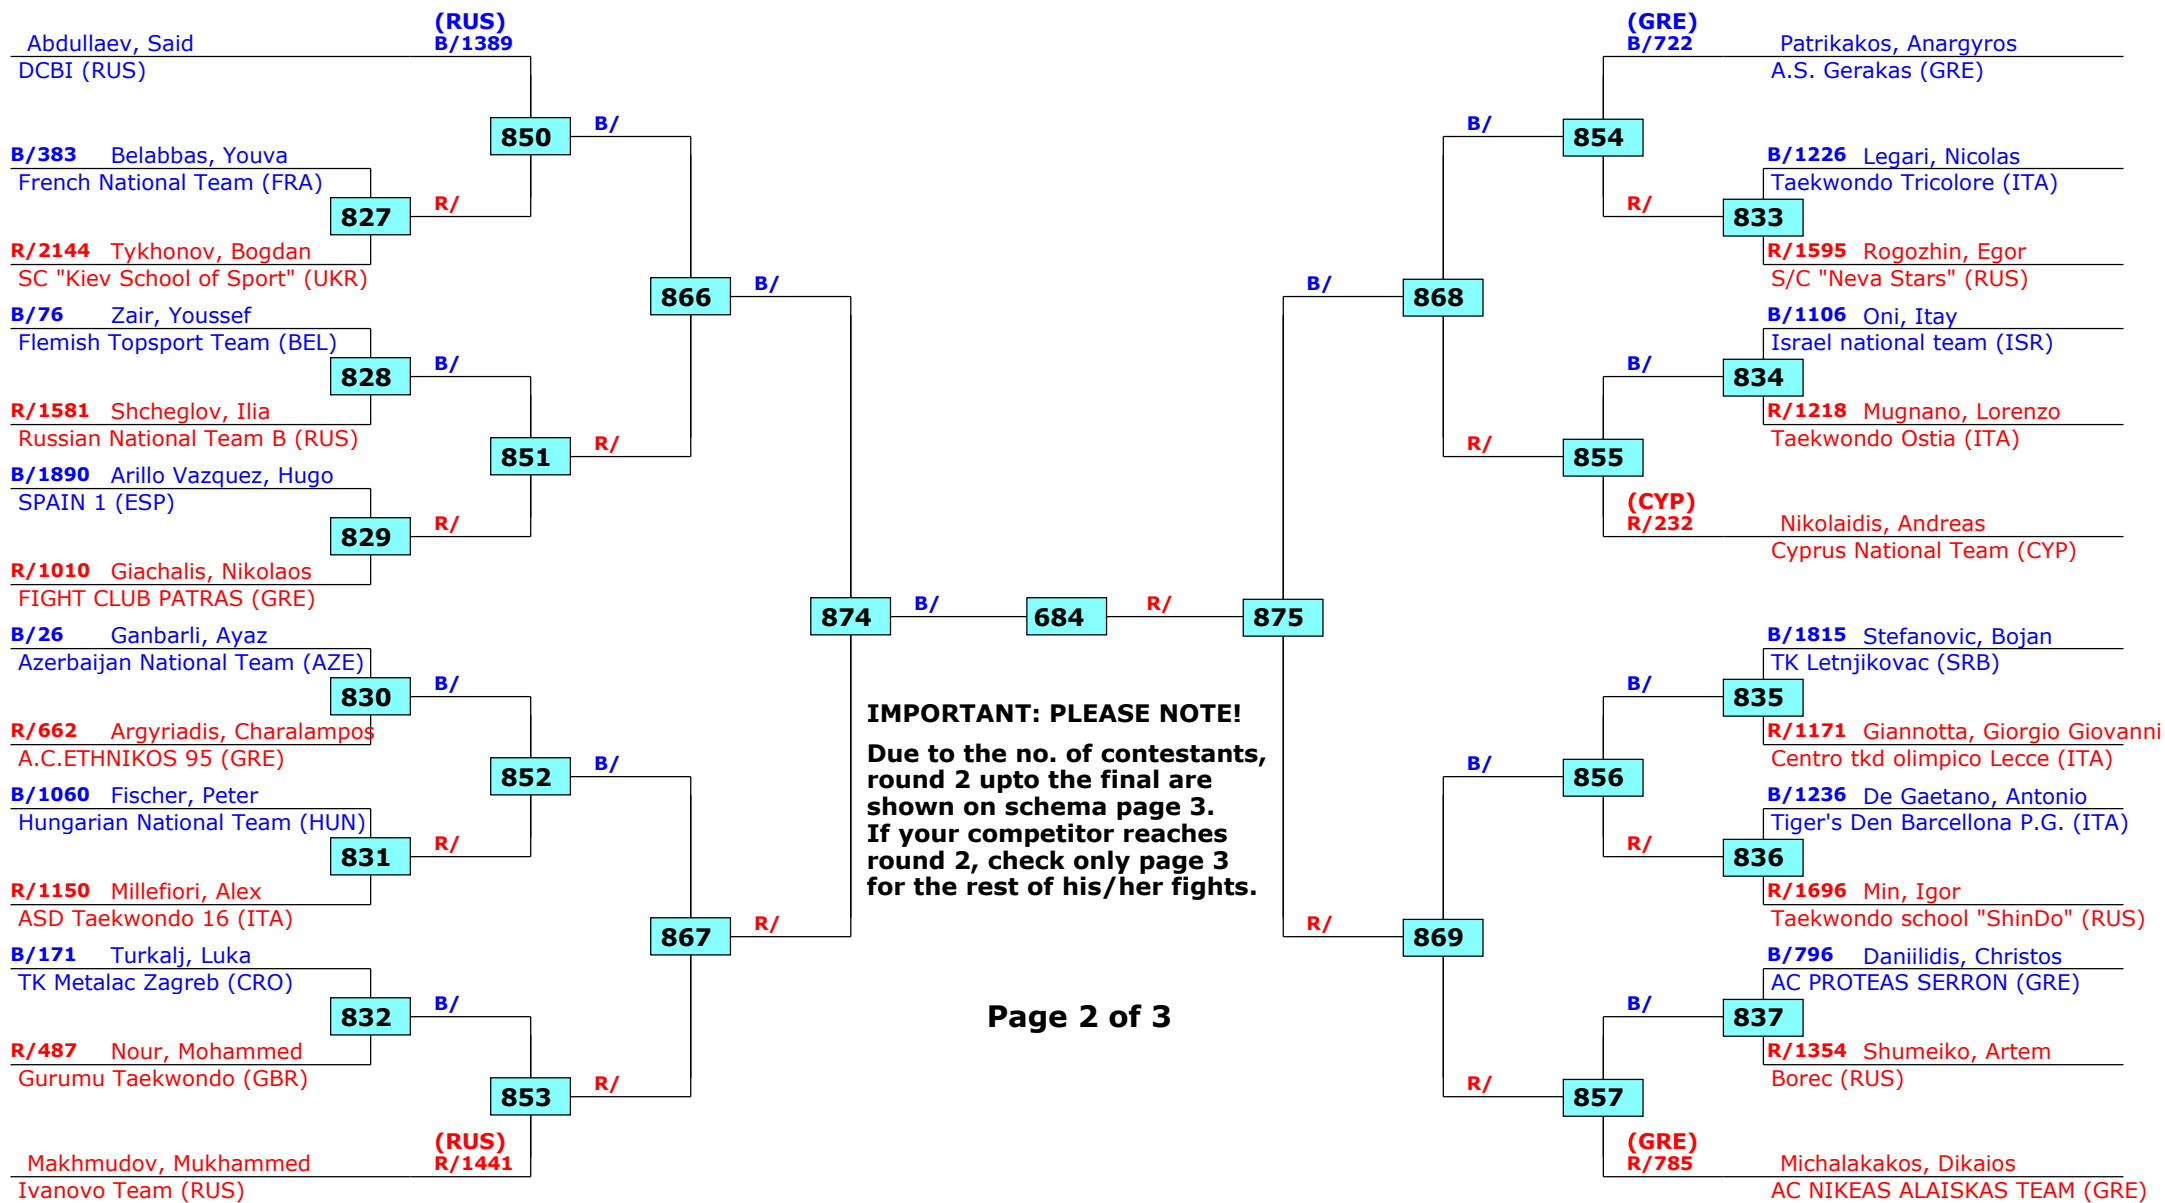 (RUS)
Abdullaev, Said B/1389
DCBI (RUS)
850
B/
B/383 Belabbas, Youva
French National Team (FRA)
827
R/
R/2144 Tykhonov, Bogdan
SC "Kiev School of Sport" (UKR)
866
B/
B/76 Zair, Youssef
Flemish Topsport Team (BEL)
828
B/
R/1581 Shcheglov, Ilia
Russian National Team B (RUS)
851
R/
B/1890 Arillo Vazquez, Hugo
SPAIN 1 (ESP)
829
R/
R/1010 Giachalis, Nikolaos
FIGHT CLUB PATRAS (GRE)
874
B/
684
R/
875
B/26 Ganbarli, Ayaz
Azerbaijan National Team (AZE)
830
B/
R/662 Argyriadis, Charalampos
A.C.ETHNIKOS 95 (GRE)
852
B/
B/1060 Fischer, Peter
Hungarian National Team (HUN)
831
R/
R/1150 Millefiori, Alex
ASD Taekwondo 16 (ITA)
867
R/
B/171 Turkalj, Luka
TK Metalac Zagreb (CRO)
832
B/
R/487 Nour, Mohammed
Gurumu Taekwondo (GBR)
853
R/
(RUS)
Makhmudov, Mukhammed R/1441
Ivanovo Team (RUS)
IMPORTANT: PLEASE NOTE!
Due to the no. of contestants,
round 2 upto the final are
shown on schema page 3.
If your competitor reaches
round 2, check only page 3
for the rest of his/her fights.
Page 2 of 3
(GRE)
B/722 Patrikakos, Anargyros
A.S. Gerakas (GRE)
B/
854
B/1226 Legari, Nicolas
Taekwondo Tricolore (ITA)
R/
833
R/1595 Rogozhin, Egor
S/C "Neva Stars" (RUS)
B/
868
B/1106 Oni, Itay
Israel national team (ISR)
B/
834
R/1218 Mugnano, Lorenzo
Taekwondo Ostia (ITA)
R/
855
(CYP)
R/232 Nikolaidis, Andreas
Cyprus National Team (CYP)
B/1815 Stefanovic, Bojan
TK Letnjikovac (SRB)
B/
835
R/1171 Giannotta, Giorgio Giovanni
Centro tkd olimpico Lecce (ITA)
B/
856
B/1236 De Gaetano, Antonio
Tiger's Den Barcellona P.G. (ITA)
R/
836
R/1696 Min, Igor
Taekwondo school "ShinDo" (RUS)
R/
869
B/796 Daniilidis, Christos
AC PROTEAS SERRON (GRE)
B/
837
R/1354 Shumeiko, Artem
Borec (RUS)
R/
857
(GRE)
R/785 Michalakakos, Dikaios
AC NIKEAS ALAISKAS TEAM (GRE)